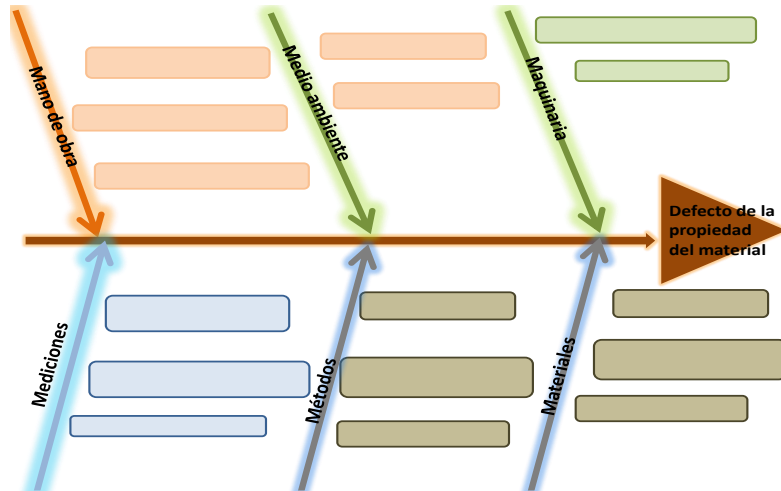 Mano de obra
Medio ambiente
Maquinaria
Defecto de la
propiedad
del material
Mediciones
Métodos
Materiales